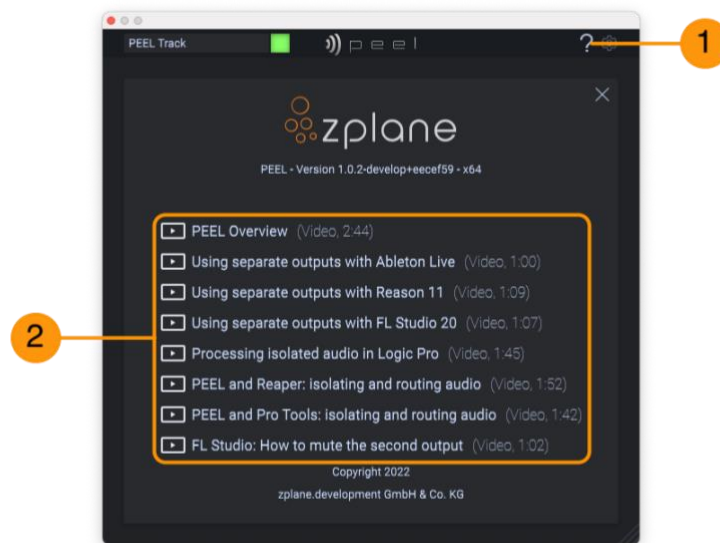 PEEL Track
peel
?
1
zplane
PEEL - Version 1.0.2-develop+eecef59 - x64
PEEL Overview (Video, 2:44)
Using separate outputs with Ableton Live (Video, 1:00)
Using separate outputs with Reason 11 (Video, 1:09)
Using separate outputs with FL Studio 20 (Video, 1:07)
2
Processing isolated audio in Logic Pro (Video, 1:45)
PEEL and Reaper: isolating and routing audio (Video, 1:52)
PEEL and Pro Tools: isolating and routing audio (Video, 1:42)
FL Studio: How to mute the second output (Video, 1:02)
Copyright 2022
zplane.development GmbH & Co. KG